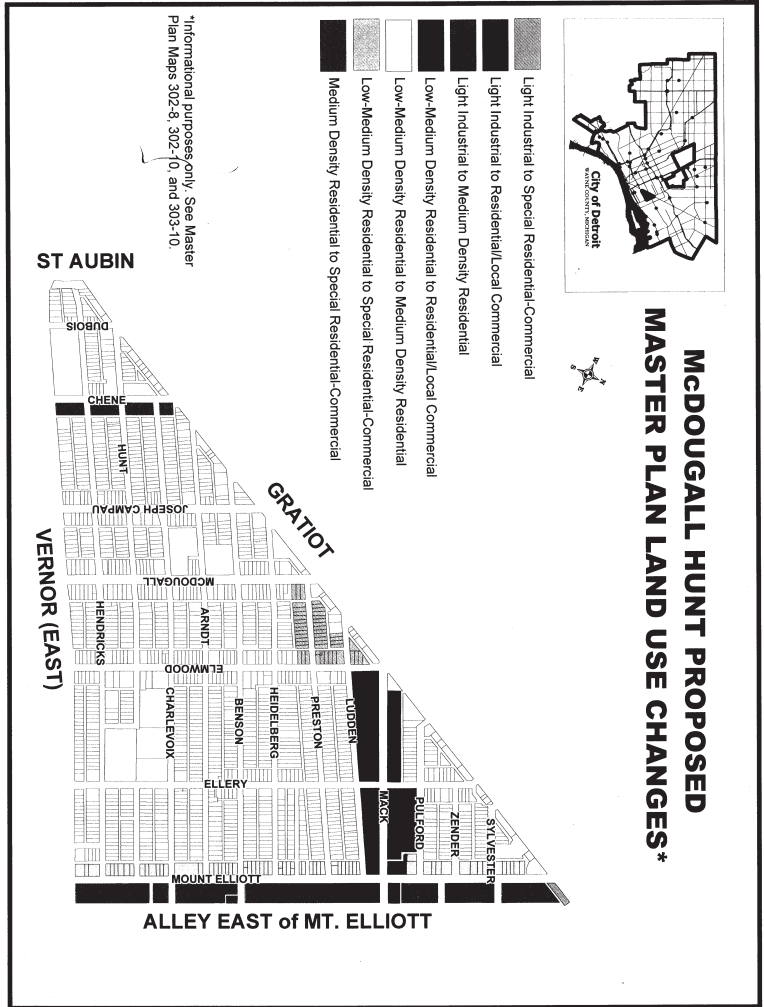 McDOUGALL HUNT PROPOSED
MASTER PLAN LAND USE CHANGES*
City of Detroit
WAYNE COUNTY, MICHIGAN
N
E
S
W
Light Industrial to Special Residential-Commercial
Light Industrial to Residential/Local Commercial
Light Industrial to Medium Density Residential
Low-Medium Density Residential to Residential/Local Commercial
Low-Medium Density Residential to Medium Density Residential
Low-Medium Density Residential to Special Residential-Commercial
Medium Density Residential to Special Residential-Commercial
*Informational purposes only. See Master
Plan Maps 302-8, 302-10, and 303-10.
ST AUBIN
DUBOIS
CHENE
HUNT
JOSEPH CAMPAU
GRATIOT
VERNOR (EAST)
MCDOUGALL
HENDRICKS
ARNDT
ELMWOOD
CHARLEVOIX
BENSON
HEIDELBERG
PRESTON
LUDDEN
ELLERY
MACK
PULFORD
ZENDER
SYLVESTER
MOUNT ELLIOTT
ALLEY EAST of MT. ELLIOTT